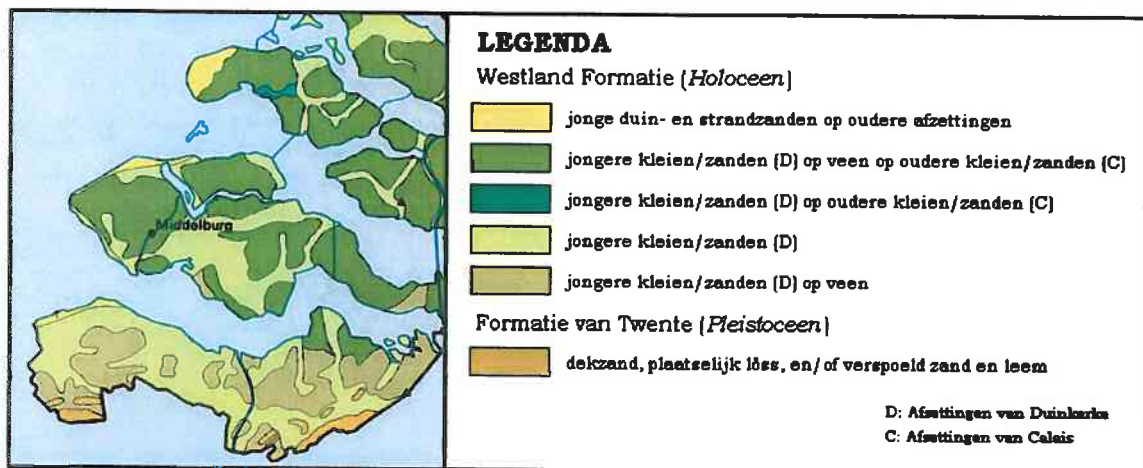 Middelburg
LEGENDA
Westland Formatie (Holoceen)
jonge duin- en strandzanden op oudere afzettingen
jongere kleien/zanden (D) op veen op oudere kleien/zanden (C)
jongere kleien/zanden (D) op oudere kleien/zanden (C)
jongere kleien/zanden (D)
jongere kleien/zanden (D) op veen
Formatie van Twente (Pleistoceen)
dekzand, plaatselijk löss, en/of verspoeld zand en leem
D: Afzettingen van Duinkerke
C: Afzettingen van Calais